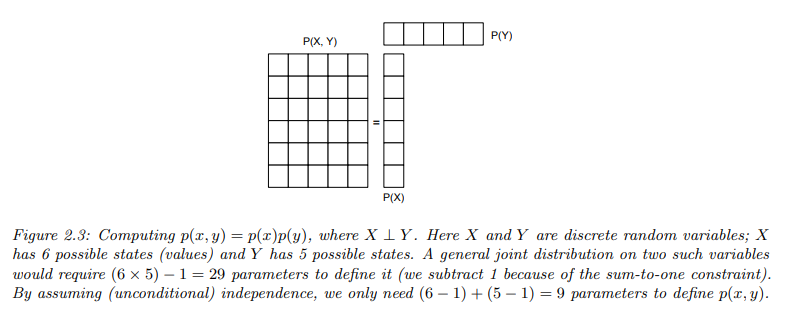 P(X, Y)
P(Y)
=
P(X)
Figure 2.3: Computing p(x, y) = p(x)p(y), where X ⊥ Y. Here X and Y are discrete random variables; X
has 6 possible states (values) and Y has 5 possible states. A general joint distribution on two such variables
would require (6 × 5) − 1 = 29 parameters to define it (we subtract 1 because of the sum-to-one constraint).
By assuming (unconditional) independence, we only need (6 − 1) + (5 − 1) = 9 parameters to define p(x, y).